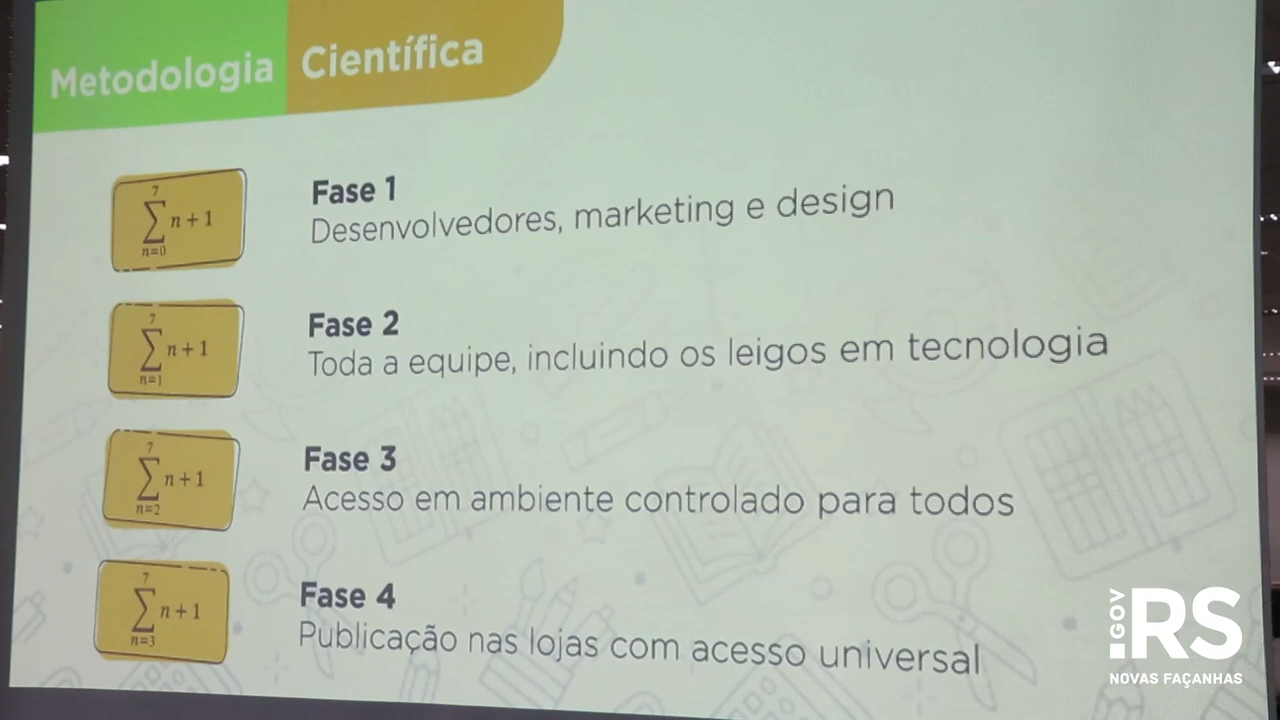 Metodologia Científica
7
∑ n + 1
n=0
Fase 1
Desenvolvedores, marketing e design
7
∑ n + 1
n=1
Fase 2
Toda a equipe, incluindo os leigos em tecnologia
7
∑ n + 1
n=2
Fase 3
Acesso em ambiente controlado para todos
7
∑ n + 1
n=3
Fase 4
Publicação nas lojas com acesso universal
GOV
RS
NOVAS FAÇANHAS